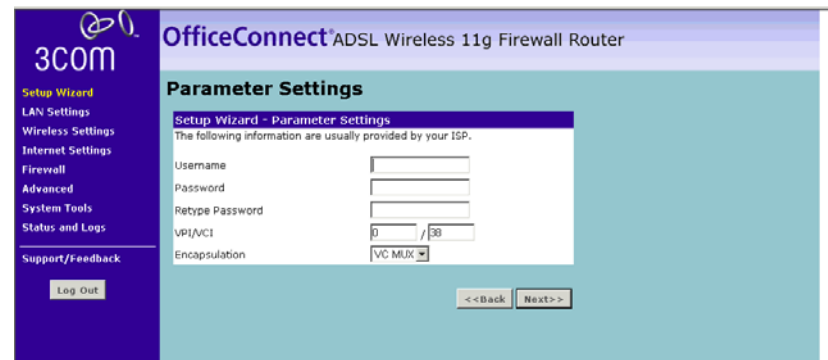 3COM
OfficeConnect® ADSL Wireless 11g Firewall Router
Setup Wizard
LAN Settings
Wireless Settings
Internet Settings
Firewall
Advanced
System Tools
Status and Logs
Support/Feedback
Log Out
Parameter Settings
Setup Wizard - Parameter Settings
The following information are usually provided by your ISP.
Username
Password
Retype Password
VPI/VCI 0 / 38
Encapsulation VC MUX
<<Back Next>>